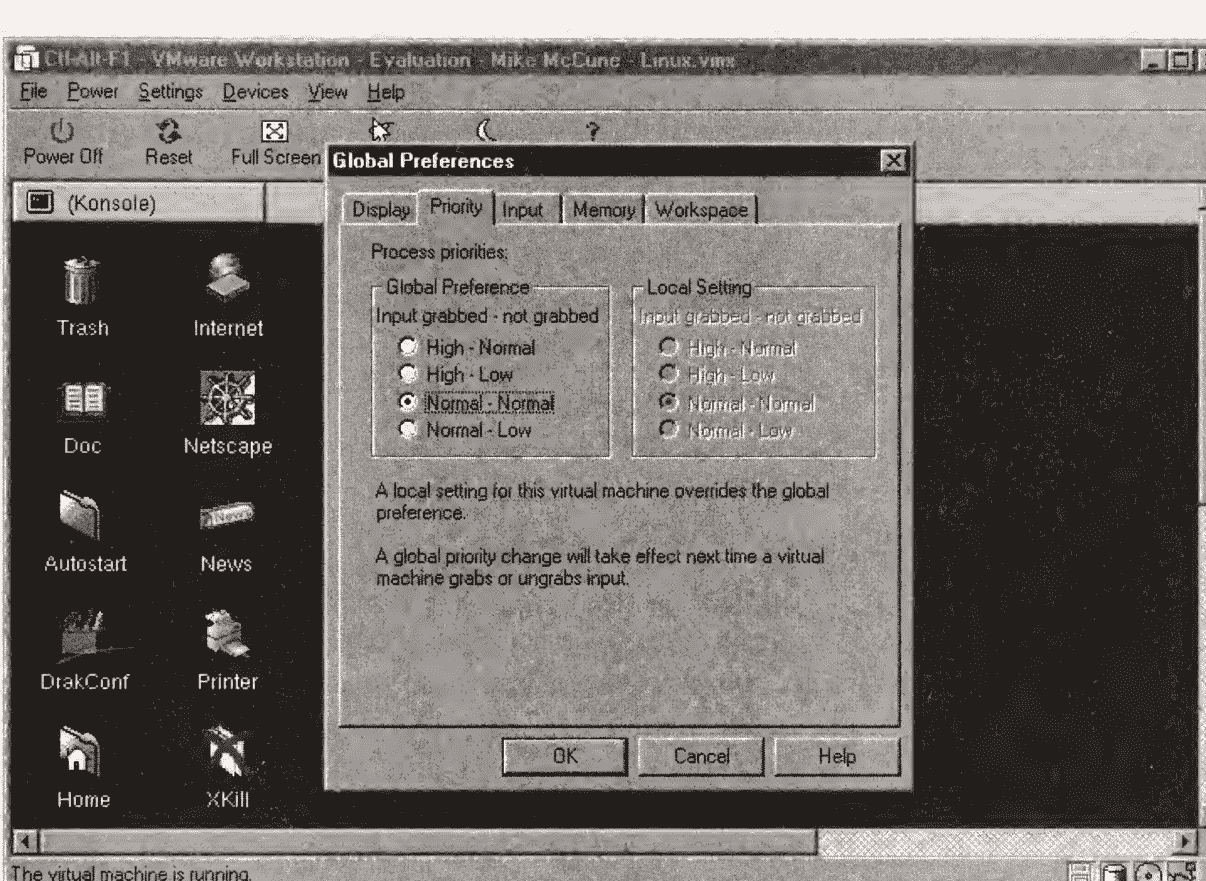 Ctl-Alt-F1 - VMware Workstation - Evaluation - Mike McCune - Linux.vmx
File Power Settings Devices View Help
Power Off Reset Full Screen
(Konsole)
Trash Internet
Doc Netscape
Autostart News
DrakConf Printer
Home XKill
Global Preferences
Display Priority Input Memory Workspace
Process priorities:
Global Preference
Input grabbed - not grabbed
High - Normal
High - Low
Normal - Normal
Normal - Low
Local Setting
Input grabbed - not grabbed
High - Normal
High - Low
Normal - Normal
Normal - Low
A local setting for this virtual machine overrides the global
preference.
A global priority change will take effect next time a virtual
machine grabs or ungrabs input.
OK Cancel Help
The virtual machine is running.